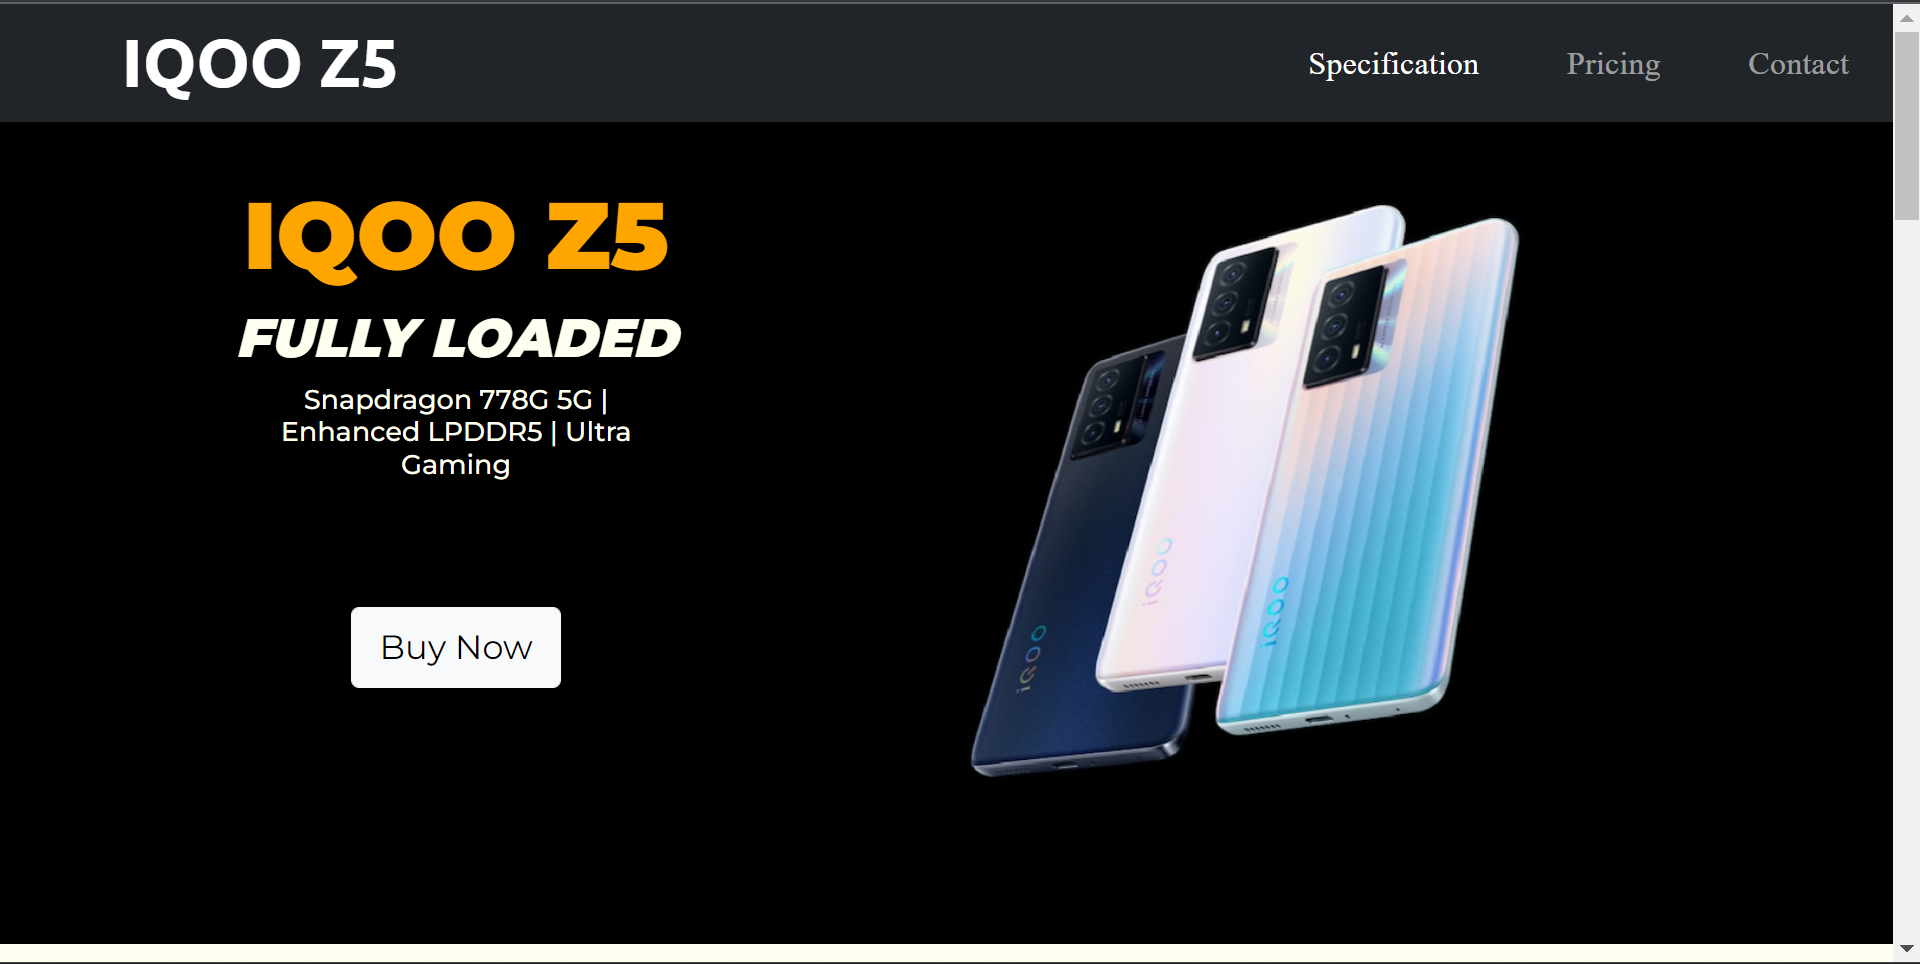 IQOO Z5
Specification
Pricing
Contact
IQOO Z5
FULLY LOADED
Snapdragon 778G 5G |
Enhanced LPDDR5 | Ultra
Gaming
Buy Now
iQOO
iQOO
iQOO